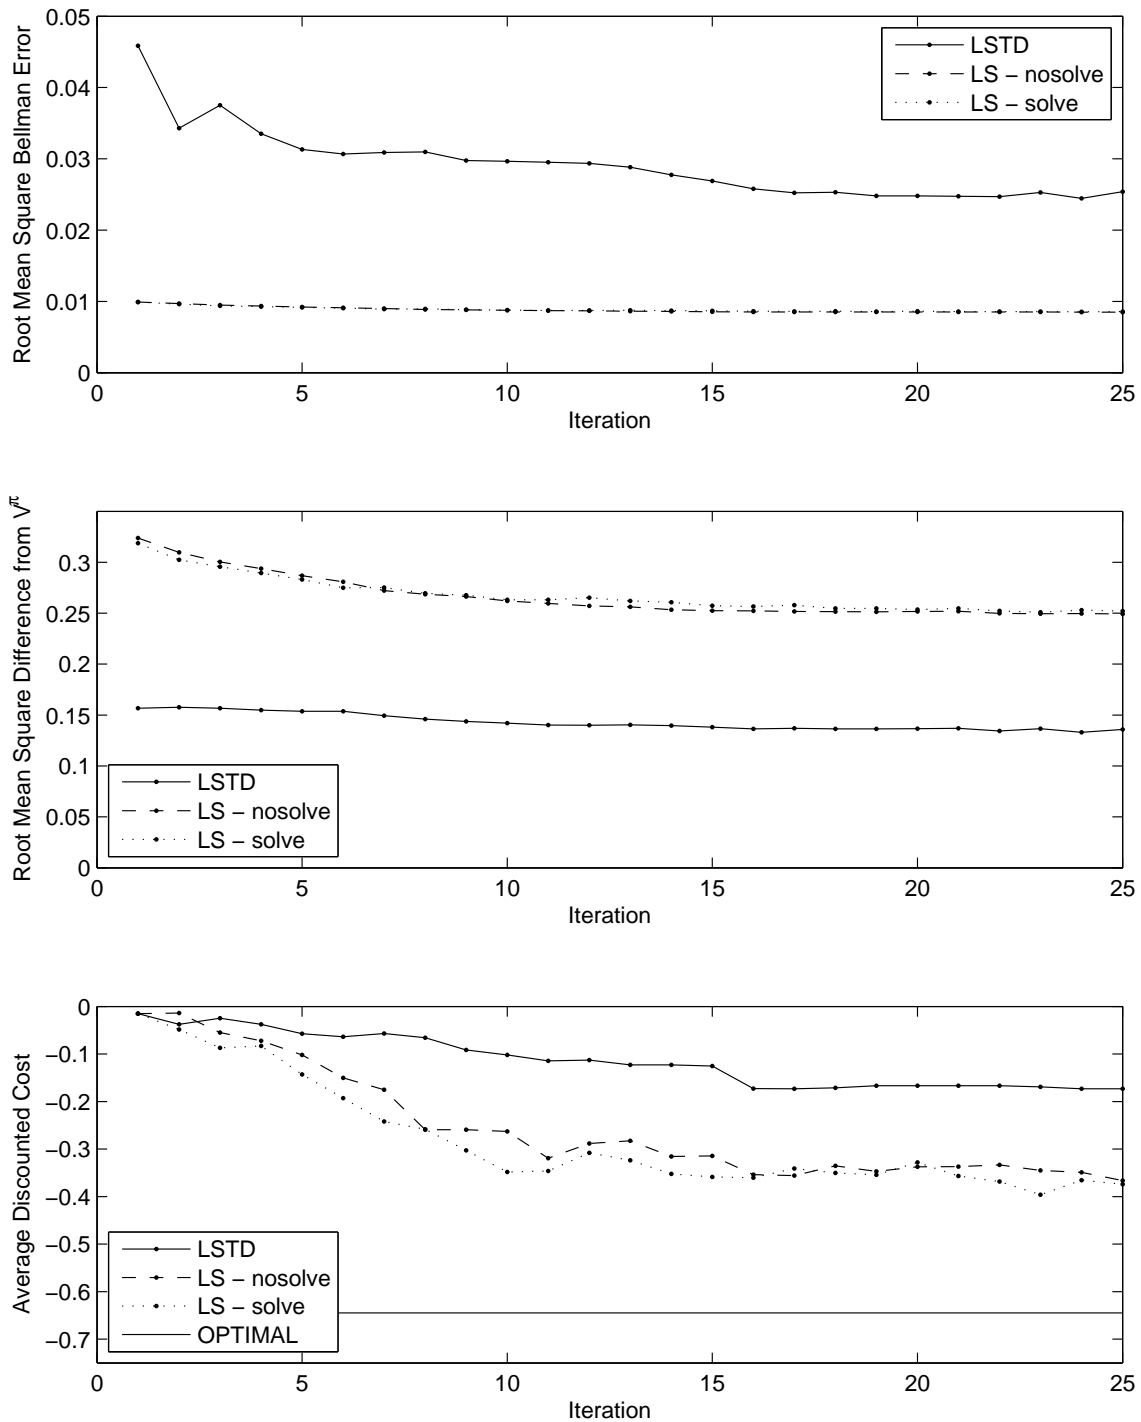 0.05
0.04
0.03
0.02
0.01
0
Root Mean Square Bellman Error
LSTD
LS − nosolve
LS − solve
0 5 10 15 20 25
Iteration
0.3
0.25
0.2
0.15
0.1
0.05
0
Root Mean Square Difference from V^π
LSTD
LS − nosolve
LS − solve
0 5 10 15 20 25
Iteration
0
−0.1
−0.2
−0.3
−0.4
−0.5
−0.6
−0.7
Average Discounted Cost
LSTD
LS − nosolve
LS − solve
OPTIMAL
0 5 10 15 20 25
Iteration